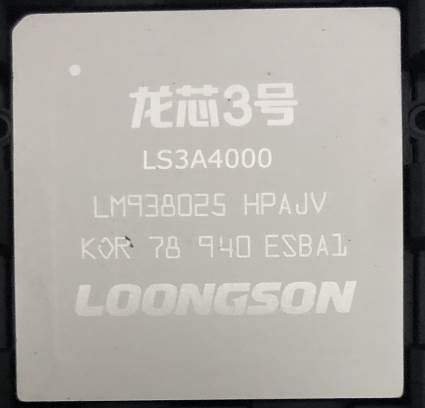 龙芯3号
LS3A4000
LM938025 HPAJV
KOR 78 940 ESBA1
LOONGSON